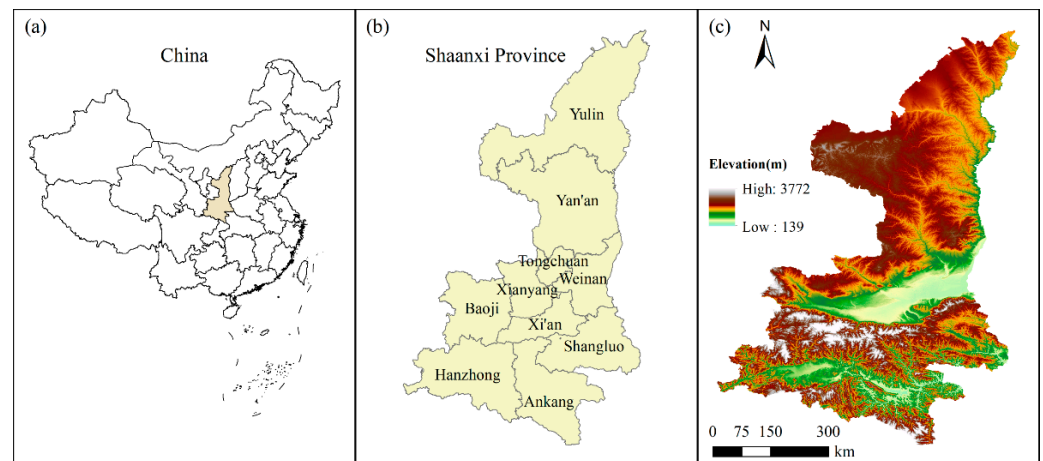 (a)
China
(b)
Shaanxi Province
Yulin
Yan'an
Tongchuan
Weinan
Xianyang
Baoji
Xi'an
Shangluo
Hanzhong
Ankang
(c)
N
Elevation(m)
High: 3772
Low : 139
0 75 150 300
km